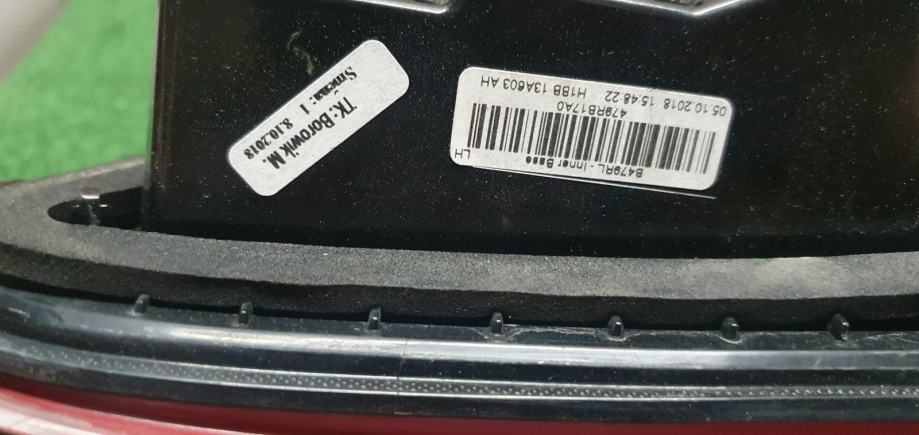 TK: Borowik M.
Smena: 1 8.10.2018
B479RL - Inner Base LH
479RB17A0
05.10.2018 15:48:22 H1BB 13A603 AH